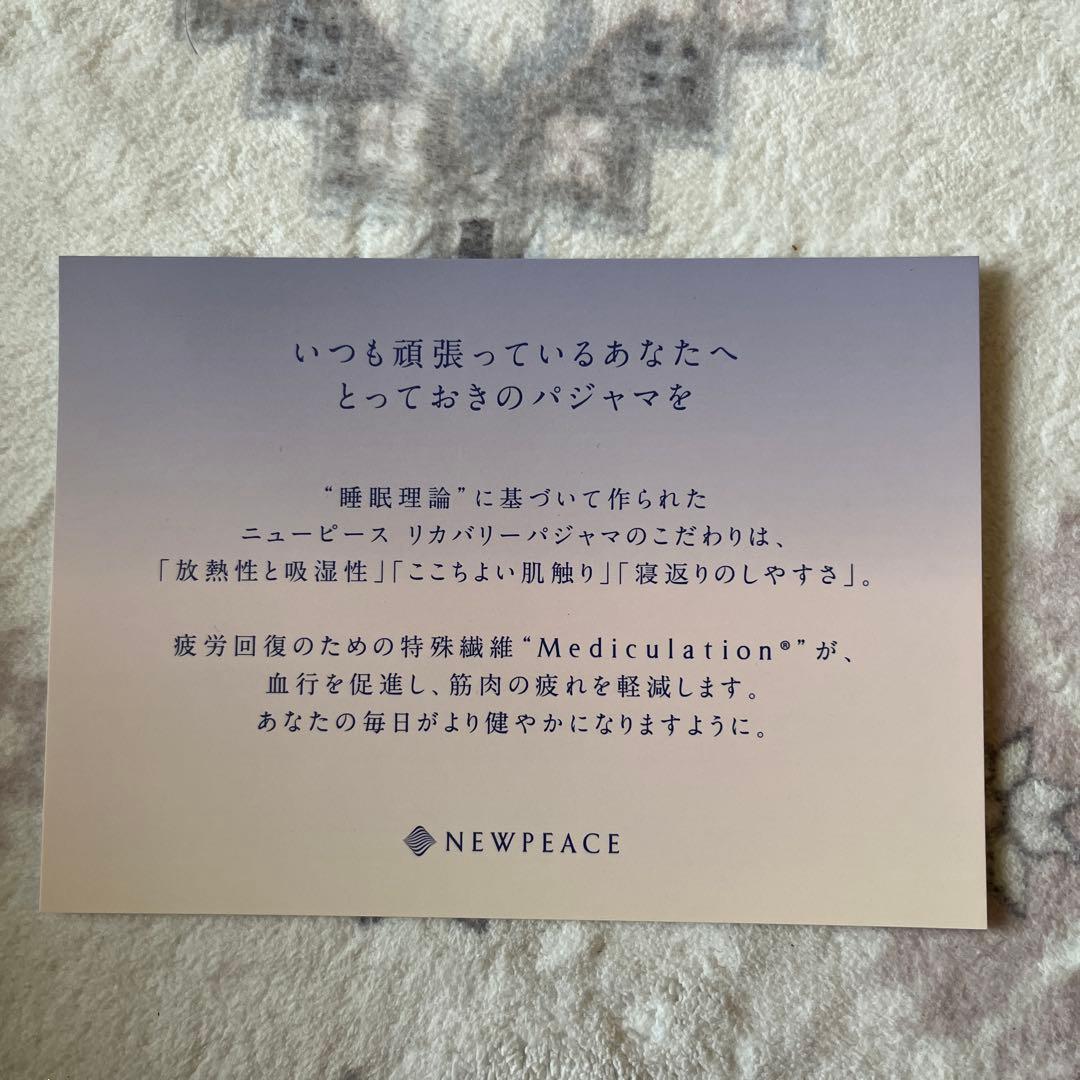 いつも頑張っているあなたへ
とっておきのパジャマを
“睡眠理論”に基づいて作られた
ニューピース リカバリーパジャマのこだわりは、
「放熱性と吸湿性」「ここちよい肌触り」「寝返りのしやすさ」。
疲労回復のための特殊繊維“Mediculation®”が、
血行を促進し、筋肉の疲れを軽減します。
あなたの毎日がより健やかになりますように。
NEWPEACE